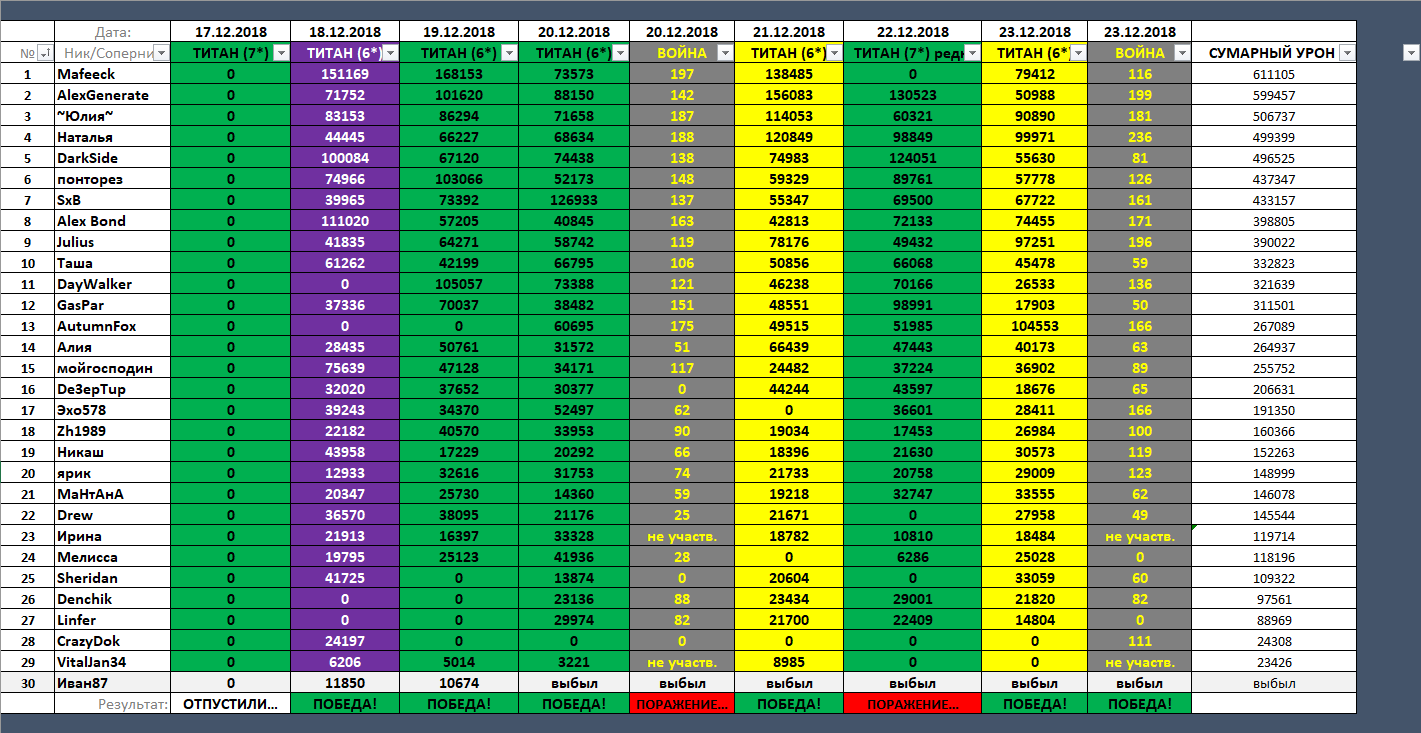 Дата: 17.12.2018 18.12.2018 19.12.2018 20.12.2018 20.12.2018 21.12.2018 22.12.2018 23.12.2018 23.12.2018
№ Ник/Соперни ТИТАН (7*) ТИТАН (6*) ТИТАН (6*) ТИТАН (6*) ВОЙНА ТИТАН (6*) ТИТАН (7*) ред ТИТАН (6* ВОЙНА СУМАРНЫЙ УРОН
1 Mafeeck 0 151169 168153 73573 197 138485 0 79412 116 611105
2 AlexGenerate 0 71752 101620 88150 142 156083 130523 50988 199 599457
3 ~Юлия~ 0 83153 86294 71658 187 114053 60321 90890 181 506737
4 Наталья 0 44445 66227 68634 188 120849 98849 99971 236 499399
5 DarkSide 0 100084 67120 74438 138 74983 124051 55630 81 496525
6 понторез 0 74966 103066 52173 148 59329 89761 57778 126 437347
7 SxB 0 39965 73392 126933 137 55347 69500 67722 161 433157
8 Alex Bond 0 111020 57205 40845 163 42813 72133 74455 171 398805
9 Julius 0 41835 64271 58742 119 78176 49432 97251 196 390022
10 Таша 0 61262 42199 66795 106 50856 66068 45478 59 332823
11 DayWalker 0 0 105057 73388 121 46238 70166 26533 136 321639
12 GasPar 0 37336 70037 38482 151 48551 98991 17903 50 311501
13 AutumnFox 0 0 0 60695 175 49515 51985 104553 166 267089
14 Алия 0 28435 50761 31572 51 66439 47443 40173 63 264937
15 мойгосподин 0 75639 47128 34171 117 24482 37224 36902 89 255752
16 DeЗepTup 0 32020 37652 30377 0 44244 43597 18676 65 206631
17 Эхо578 0 39243 34370 52497 62 0 36601 28411 166 191350
18 Zh1989 0 22182 40570 33953 90 19034 17453 26984 100 160366
19 Никаш 0 43958 17229 20292 66 18396 21630 30573 119 152263
20 ярик 0 12933 32616 31753 74 21733 20758 29009 123 148999
21 МаНтАнА 0 20347 25730 14360 59 19218 32747 33555 62 146078
22 Drew 0 36570 38095 21176 25 21671 0 27958 49 145544
23 Ирина 0 21913 16397 33328 не участв. 18782 10810 18484 не участв. 119714
24 Мелисса 0 19795 25123 41936 28 0 6286 25028 0 118196
25 Sheridan 0 41725 0 13874 0 20604 0 33059 60 109322
26 Denchik 0 0 0 23136 88 23434 29001 21820 82 97561
27 Linfer 0 0 0 29974 82 21700 22409 14804 0 88969
28 CrazyDok 0 24197 0 0 0 0 0 0 111 24308
29 VitalJan34 0 6206 5014 3221 не участв. 8985 0 0 не участв. 23426
30 Иван87 0 11850 10674 выбыл выбыл выбыл выбыл выбыл выбыл выбыл
Результат: ОТПУСТИЛИ... ПОБЕДА! ПОБЕДА! ПОБЕДА! ПОРАЖЕНИЕ... ПОБЕДА! ПОРАЖЕНИЕ... ПОБЕДА! ПОБЕДА!